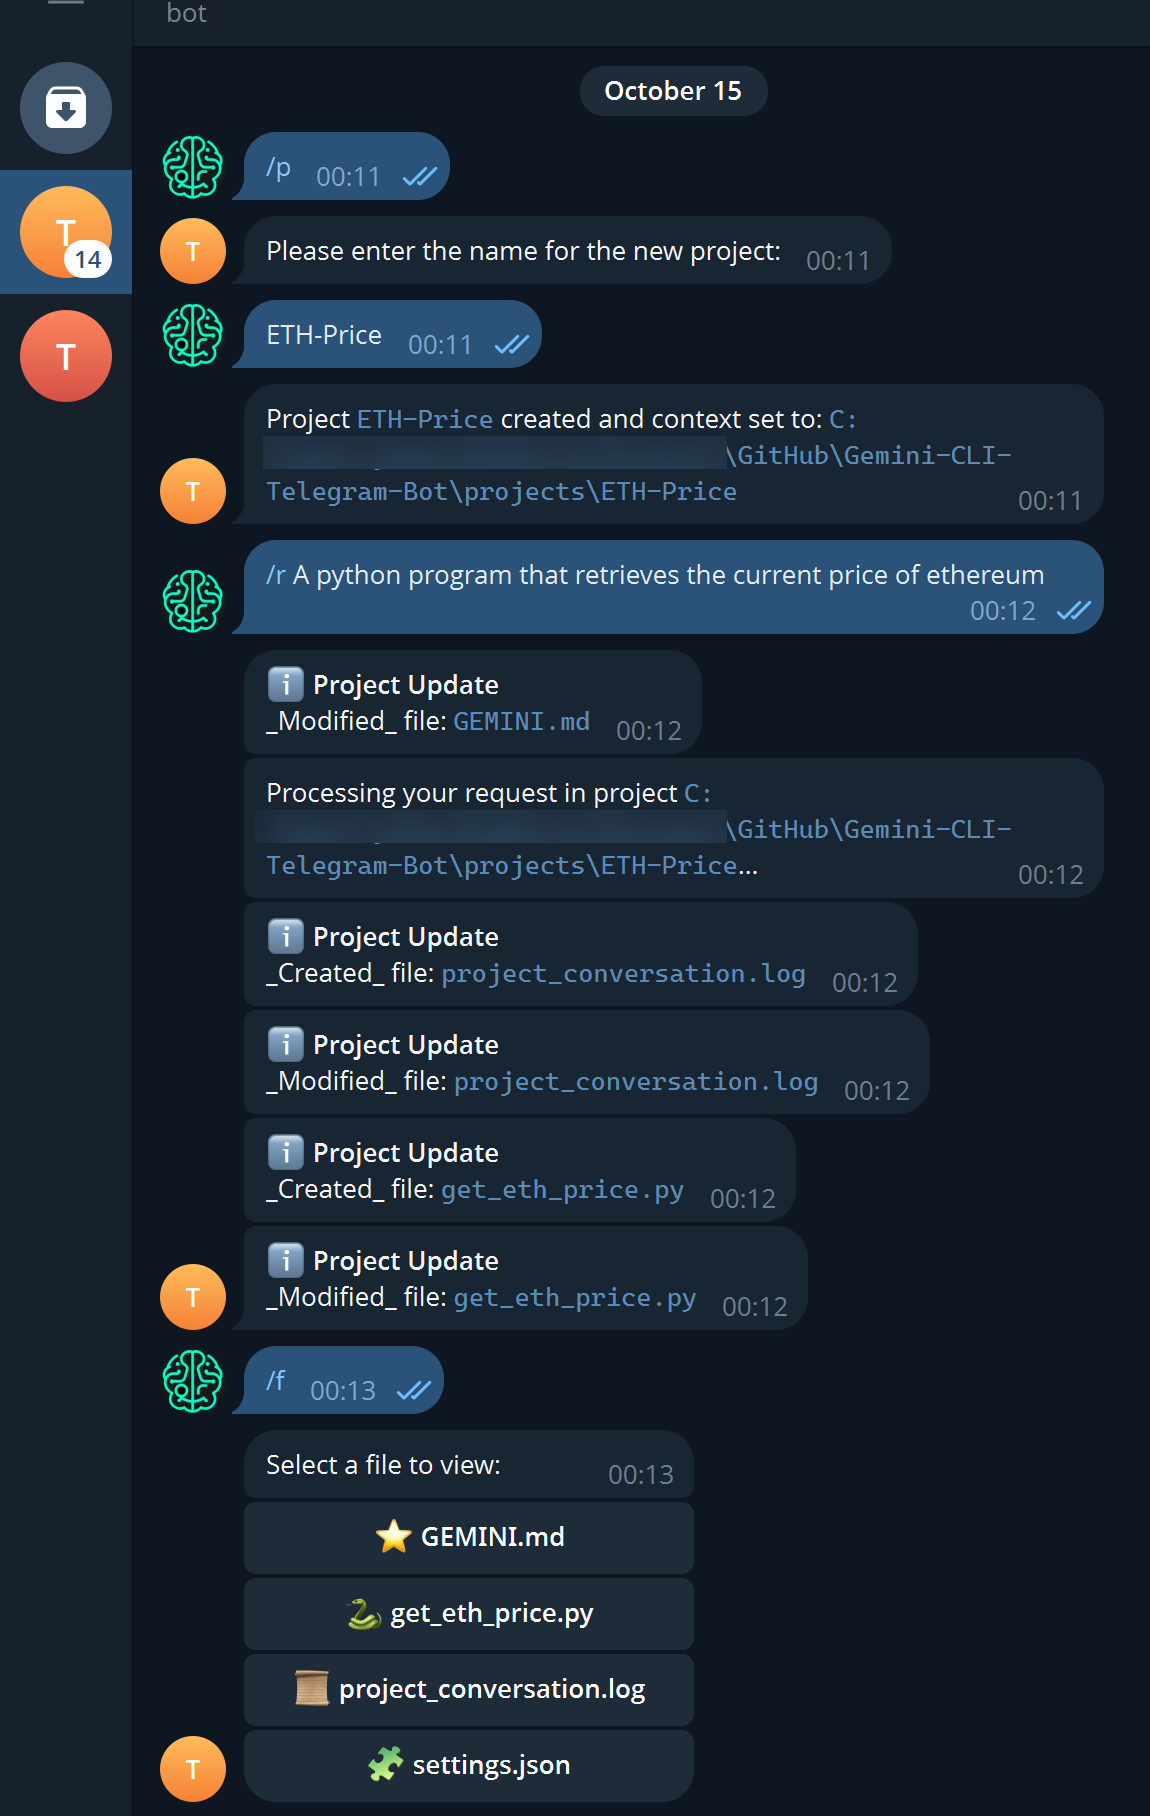 bot
October 15
/p 00:11
T
14
Please enter the name for the new project: 00:11
T
ETH-Price 00:11
T
Project ETH-Price created and context set to: C:
\GitHub\Gemini-CLI-
Telegram-Bot\projects\ETH-Price
00:11
T
/r A python program that retrieves the current price of ethereum
00:12
Project Update
_Modified_ file: GEMINI.md 00:12
Processing your request in project C:
\GitHub\Gemini-CLI-
Telegram-Bot\projects\ETH-Price...
00:12
Project Update
_Created_ file: project_conversation.log 00:12
Project Update
_Modified_ file: project_conversation.log 00:12
Project Update
_Created_ file: get_eth_price.py 00:12
Project Update
_Modified_ file: get_eth_price.py 00:12
T
/f 00:13
Select a file to view: 00:13
GEMINI.md
get_eth_price.py
project_conversation.log
settings.json
T